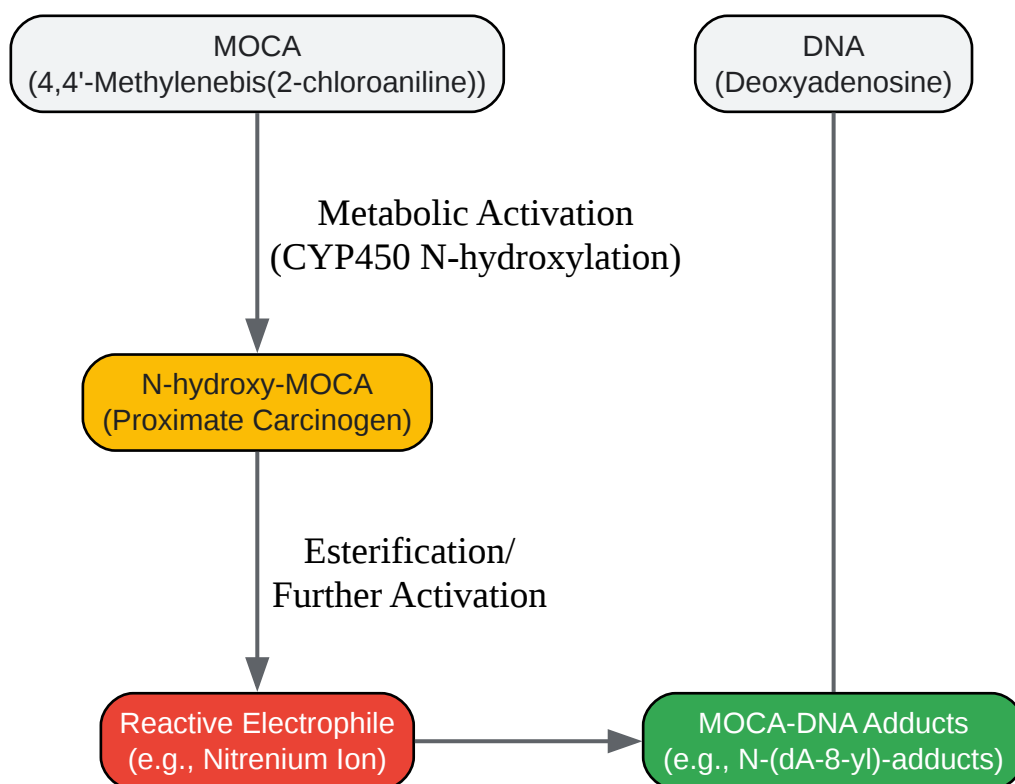 MOCA
(4,4'-Methylenebis(2-chloroaniline))
DNA
(Deoxyadenosine)
Metabolic Activation
(CYP450 N-hydroxylation)
N-hydroxy-MOCA
(Proximate Carcinogen)
Esterification/
Further Activation
Reactive Electrophile
(e.g., Nitrenium Ion)
MOCA-DNA Adducts
(e.g., N-(dA-8-yl)-adducts)